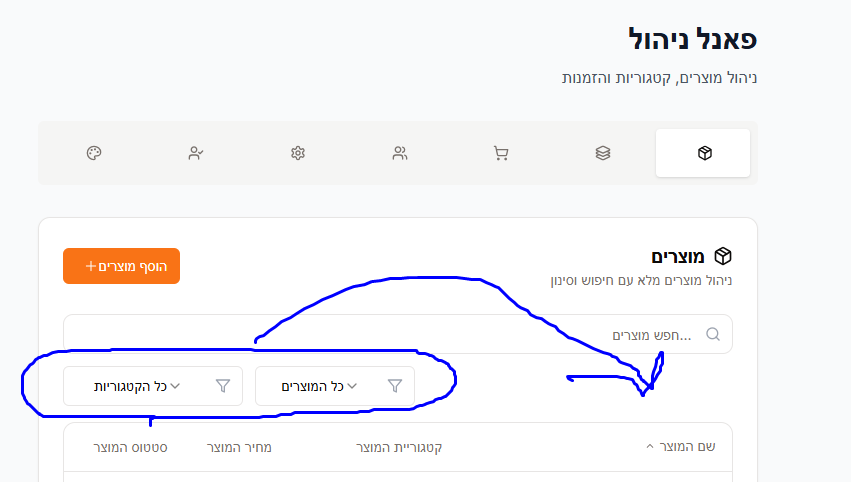 פאנל ניהול
ניהול מוצרים, קטגוריות והזמנות
מוצרים
ניהול מוצרים מלא עם חיפוש וסינון
הוסף מוצרים+
...חפש מוצרים
כל המוצרים
כל הקטגוריות
שם המוצר
קטגוריית המוצר
מחיר המוצר
סטטוס המוצר